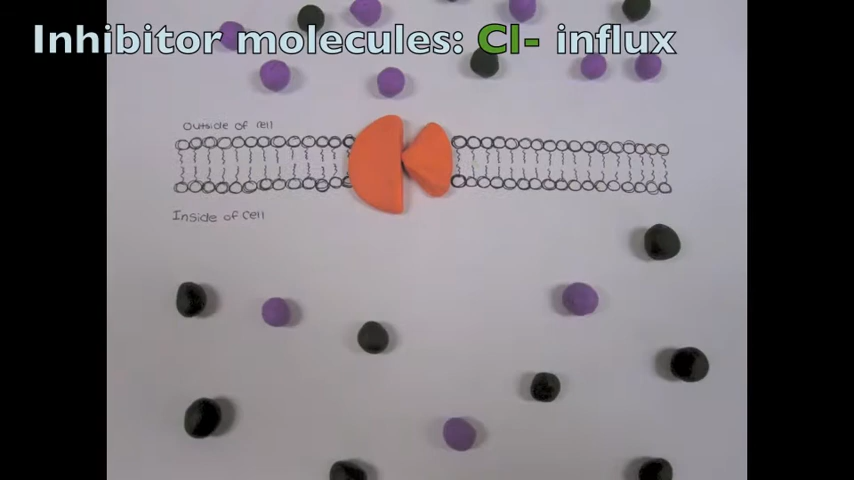 Inhibitor molecules: Cl- influx
Outside of cell
Inside of Cell